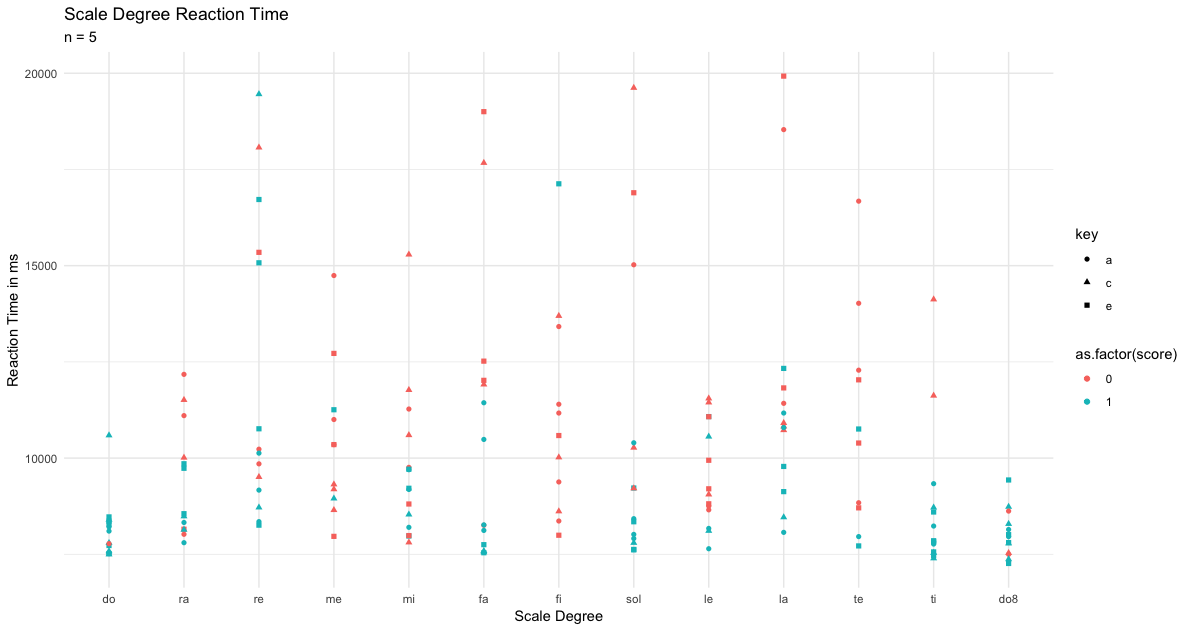 Scale Degree Reaction Time
n = 5
20000
15000
10000
Reaction Time in ms
do ra re me mi fa fi sol le la te ti do8
Scale Degree
key
a
c
e
as.factor(score)
0
1